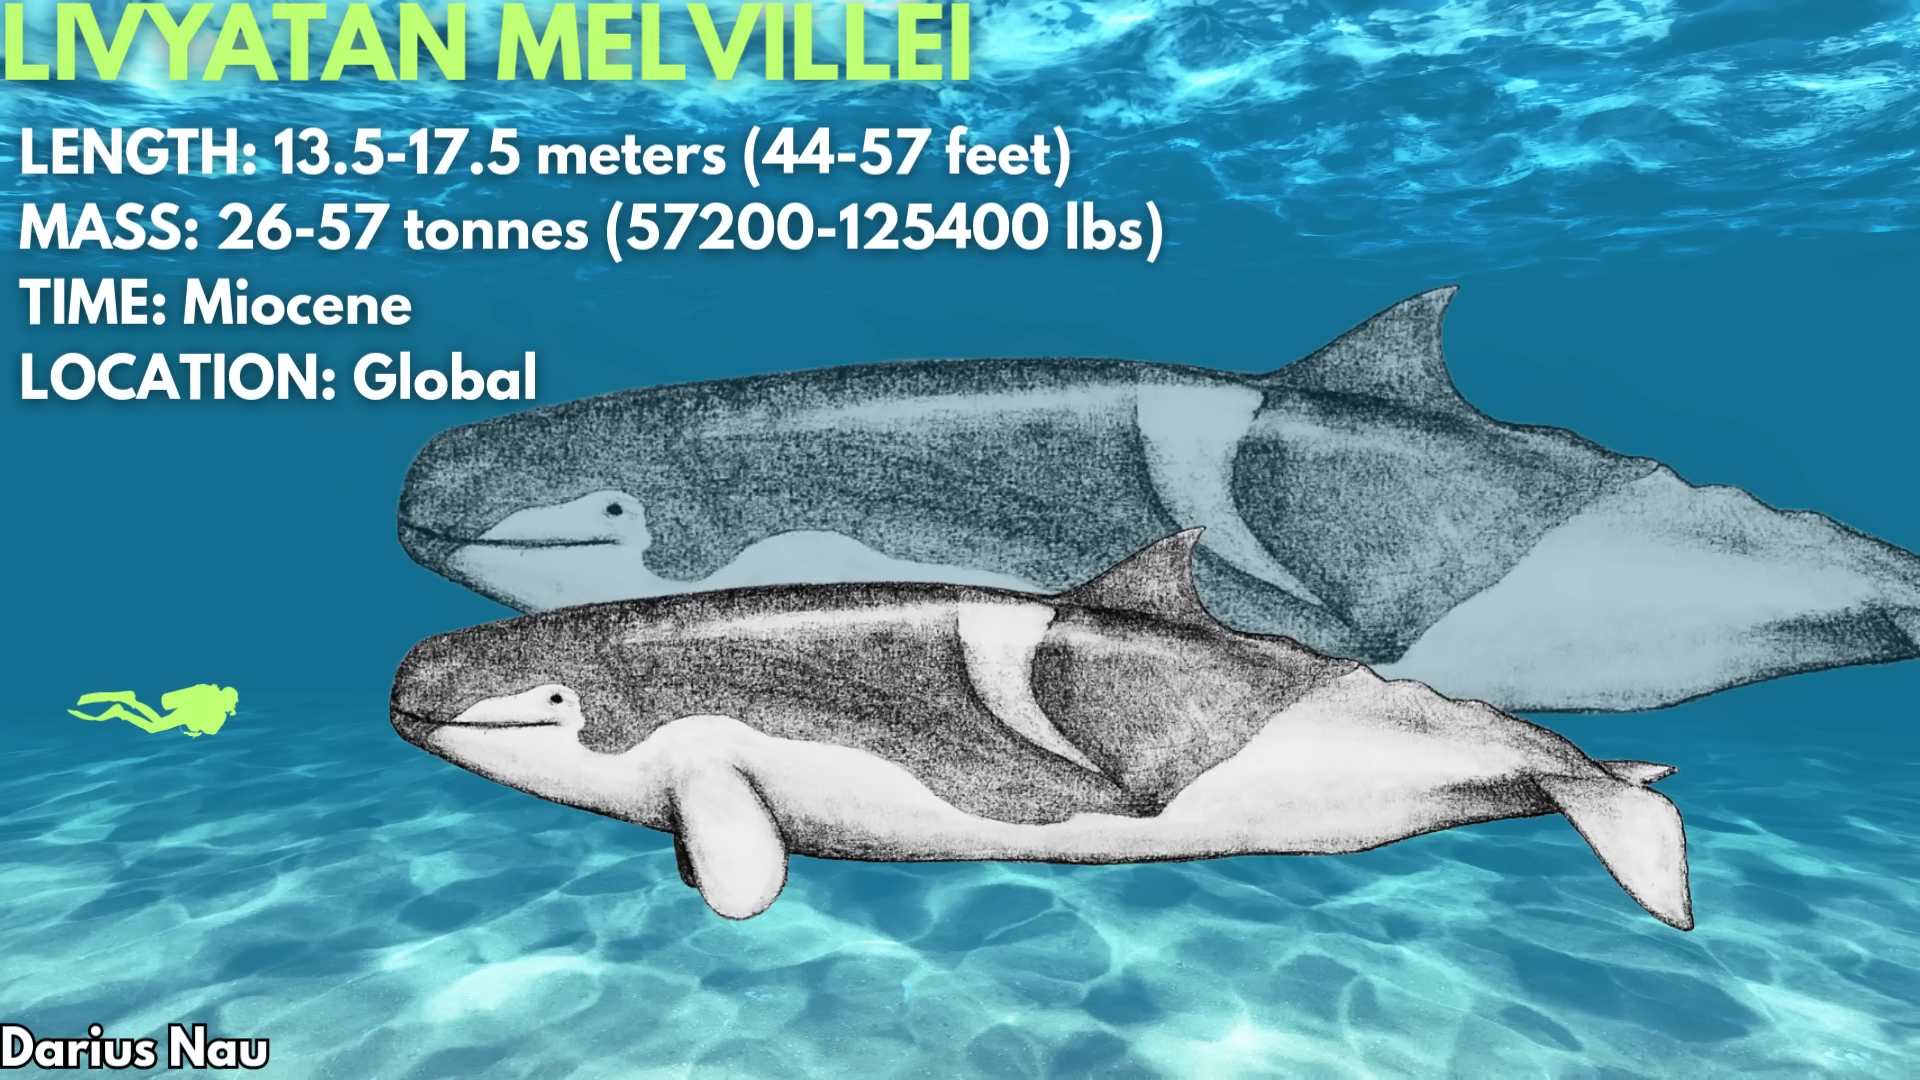 LIVYATAN MELVILLEI
LENGTH: 13.5-17.5 meters (44-57 feet)
MASS: 26-57 tonnes (57200-125400 lbs)
TIME: Miocene
LOCATION: Global
Darius Nau